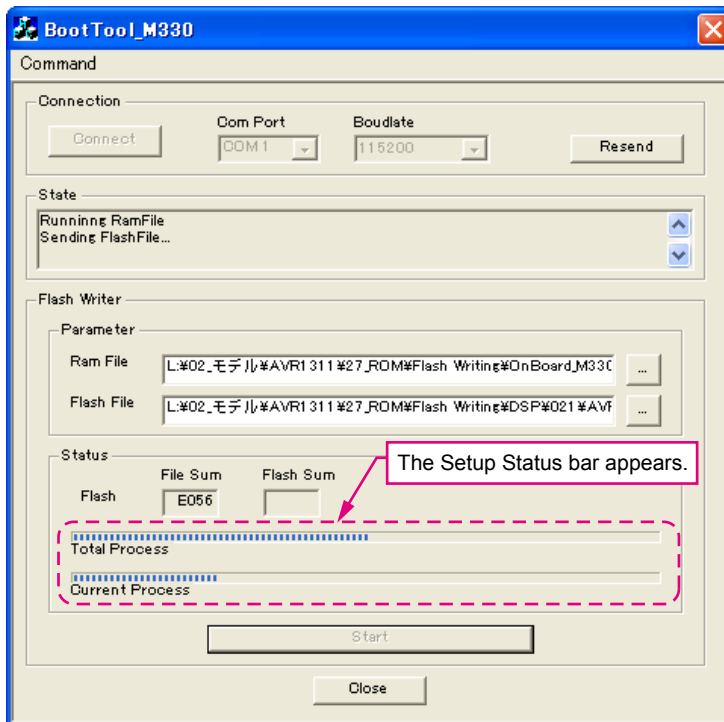 BootTool_M330
Command
Connection
Connect
Com Port
COM1
Boudlate
115200
Resend
State
Runninng RamFile
Sending FlashFile...
Flash Writer
Parameter
Ram File
L:¥02_モデル¥AVR1311¥27_ROM¥Flash Writing¥OnBoard_M330
...
Flash File
L:¥02_モデル¥AVR1311¥27_ROM¥Flash Writing¥DSP¥021¥AVR
...
Status
The Setup Status bar appears.
File Sum
Flash Sum
Flash
E056
Total Process
Current Process
Start
Close